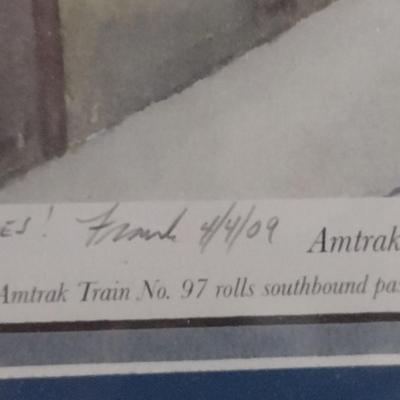 ES! Frank 4/4/09 Amtrak
Amtrak Train No. 97 rolls southbound pa